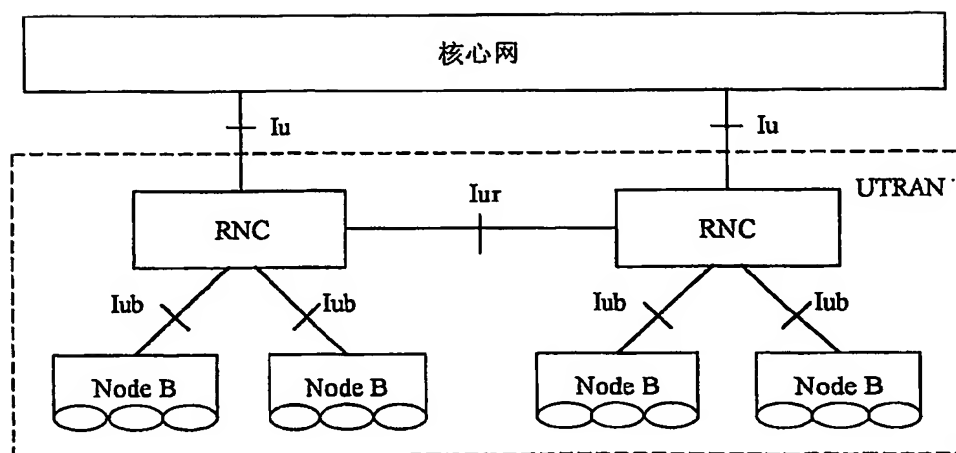 核心网
Iu
Iu
UTRAN
Iur
RNC
RNC
Iub
Iub
Iub
Iub
Node B
Node B
Node B
Node B